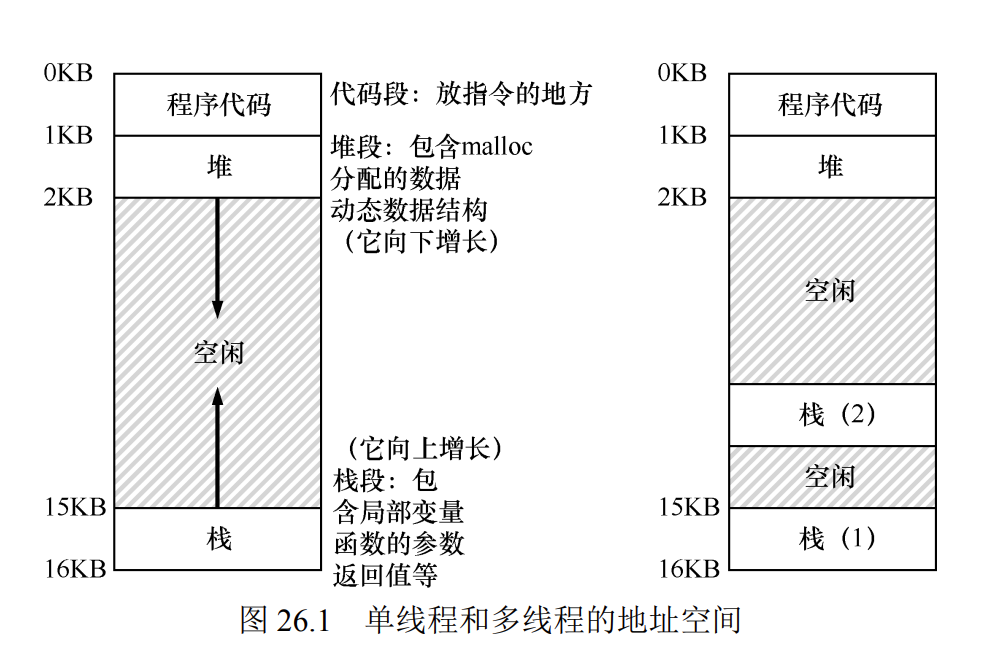 0KB
程序代码
代码段：放指令的地方
1KB
堆
堆段：包含malloc
分配的数据
动态数据结构
（它向下增长）
2KB
空闲
（它向上增长）
栈段：包
含局部变量
函数的参数
返回值等
15KB
栈
16KB
0KB
程序代码
1KB
堆
2KB
空闲
栈（2）
空闲
15KB
栈（1）
16KB
图 26.1 单线程和多线程的地址空间